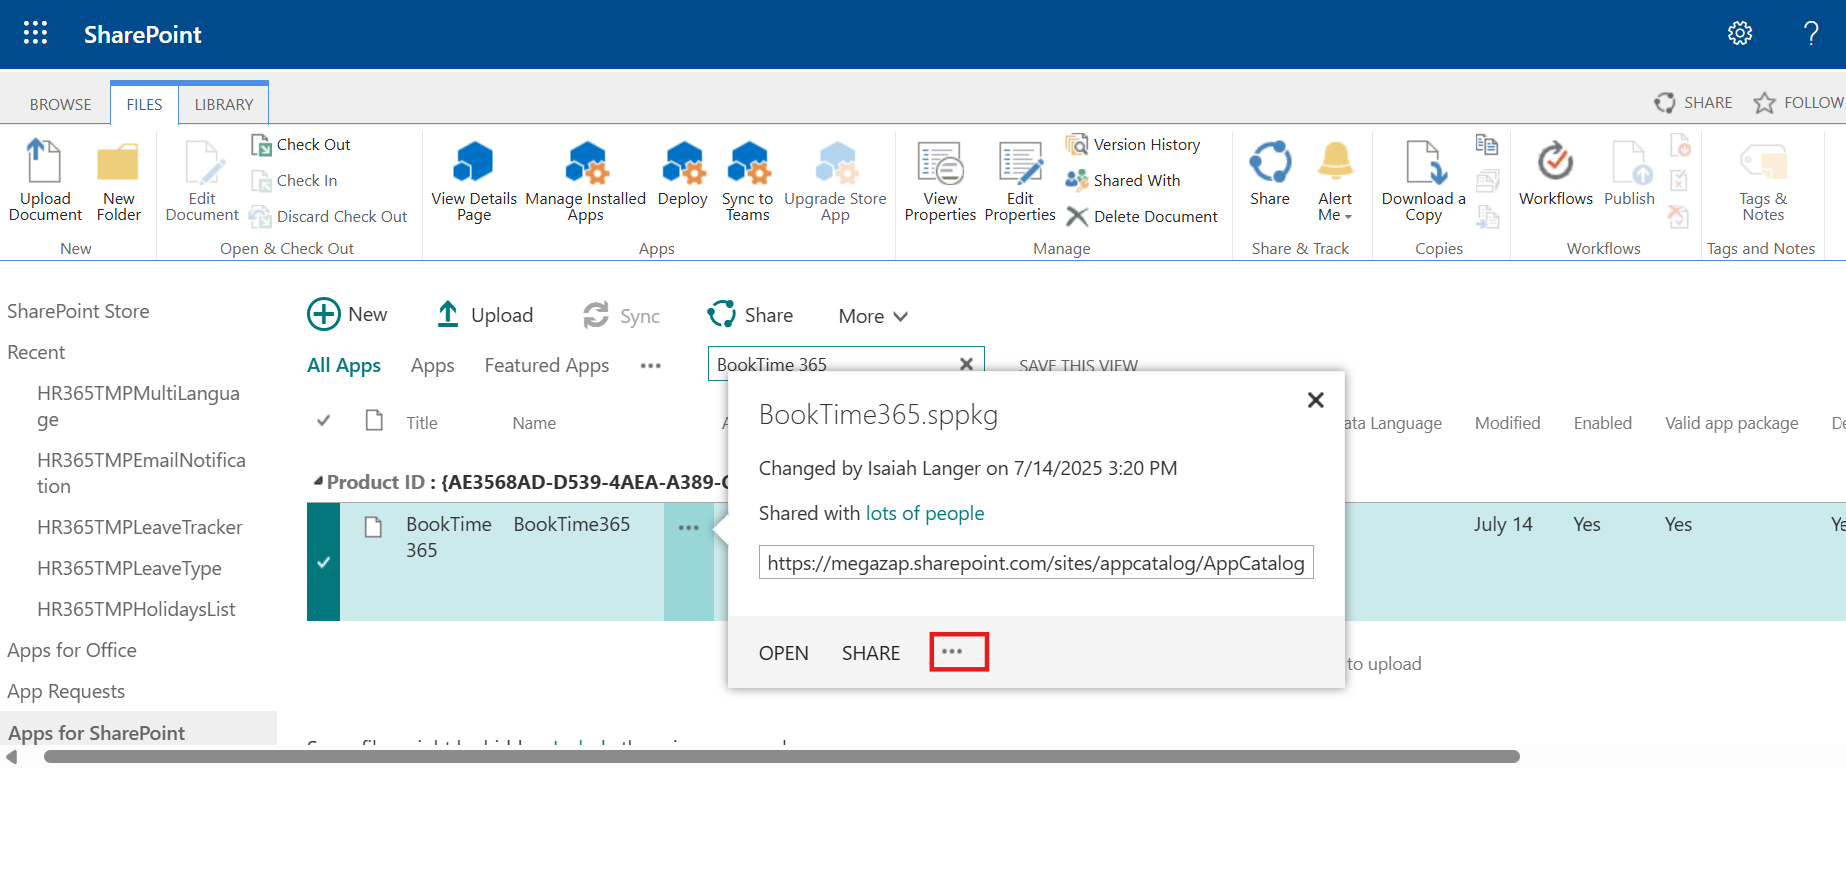 SharePoint
BROWSE FILES LIBRARY SHARE FOLLOW
Upload Document
New Folder
New
Edit Document
Check Out
Check In
Discard Check Out
Open & Check Out
View Details Page
Manage Installed Apps
Deploy
Sync to Teams
Upgrade Store App
Apps
View Properties
Edit Properties
Version History
Shared With
Delete Document
Manage
Share
Alert Me
Share & Track
Download a Copy
Copies
Workflows
Publish
Workflows
Tags & Notes
Tags and Notes
SharePoint Store
Recent
HR365TMPMultiLangua
ge
HR365TMPEmailNotifica
tion
HR365TMPLeaveTracker
HR365TMPLeaveType
HR365TMPHolidaysList
Apps for Office
App Requests
Apps for SharePoint
New Upload Sync Share More
All Apps Apps Featured Apps ••• BookTime 365 SAVE THIS VIEW
Title Name ata Language Modified Enabled Valid app package De
Product ID : {AE3568AD-D539-4AEA-A389-
BookTime 365 BookTime365 ••• July 14 Yes Yes Ye
BookTime365.sppkg
Changed by Isaiah Langer on 7/14/2025 3:20 PM
Shared with lots of people
https://megazap.sharepoint.com/sites/appcatalog/AppCatalog
OPEN SHARE •••
to upload